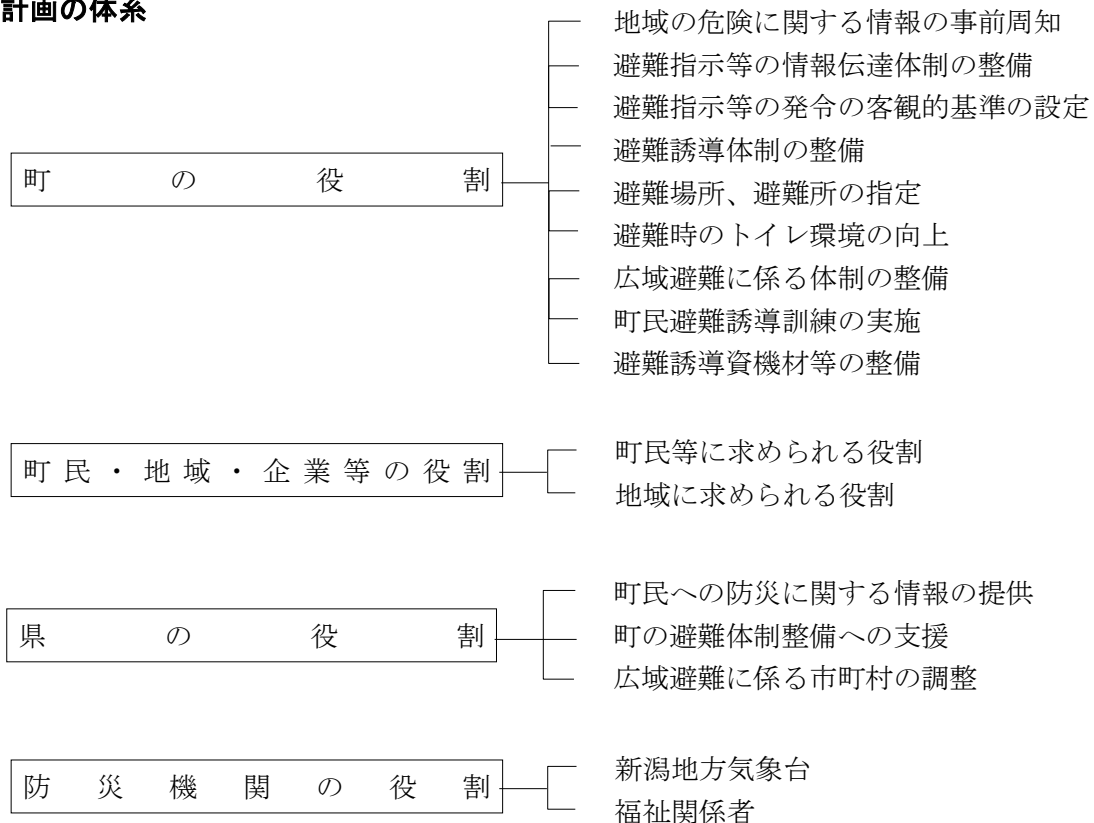 計画の体系
町の役割
地域の危険に関する情報の事前周知
避難指示等の情報伝達体制の整備
避難指示等の発令の客観的基準の設定
避難誘導体制の整備
避難場所、避難所の指定
避難時のトイレ環境の向上
広域避難に係る体制の整備
町民避難誘導訓練の実施
避難誘導資機材等の整備
町民・地域・企業等の役割
町民等に求められる役割
地域に求められる役割
県の役割
町民への防災に関する情報の提供
町の避難体制整備への支援
広域避難に係る市町村の調整
防災機関の役割
新潟地方気象台
福祉関係者